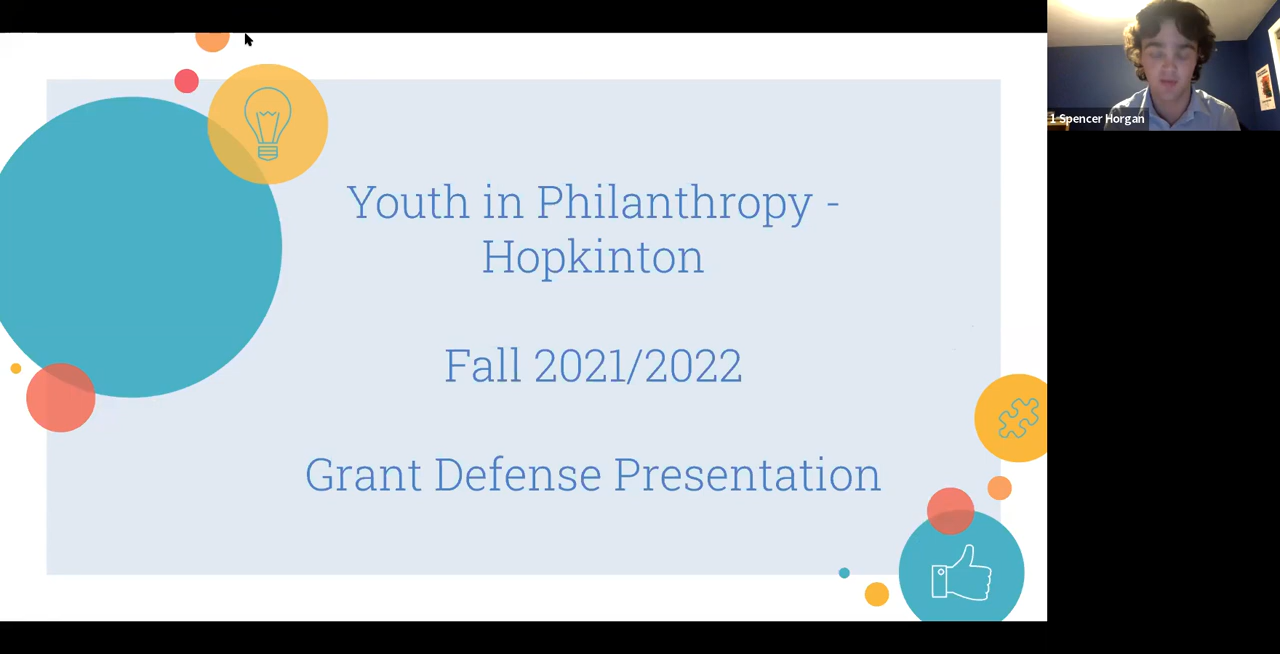 Youth in Philanthropy -
Hopkinton
Fall 2021/2022
Grant Defense Presentation
1 Spencer Horgan